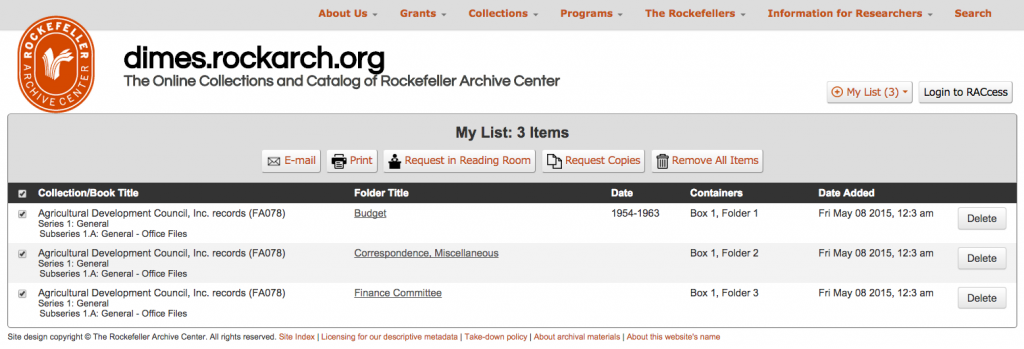 About Us Grants Collections Programs The Rockefellers Information for Researchers Search
ROCKEFELLER ARCHIVE CENTER
dimes.rockarch.org
The Online Collections and Catalog of Rockefeller Archive Center
My List (3) Login to RACcess
My List: 3 Items
E-mail Print Request in Reading Room Request Copies Remove All Items
Collection/Book Title Folder Title Date Containers Date Added
Agricultural Development Council, Inc. records (FA078) Budget 1954-1963 Box 1, Folder 1 Fri May 08 2015, 12:3 am Delete
Series 1: General
Subseries 1.A: General - Office Files
Agricultural Development Council, Inc. records (FA078) Correspondence, Miscellaneous Box 1, Folder 2 Fri May 08 2015, 12:3 am Delete
Series 1: General
Subseries 1.A: General - Office Files
Agricultural Development Council, Inc. records (FA078) Finance Committee Box 1, Folder 3 Fri May 08 2015, 12:3 am Delete
Series 1: General
Subseries 1.A: General - Office Files
Site design copyright © The Rockefeller Archive Center. All rights reserved. Site Index | Licensing for our descriptive metadata | Take-down policy | About archival materials | About this website's name